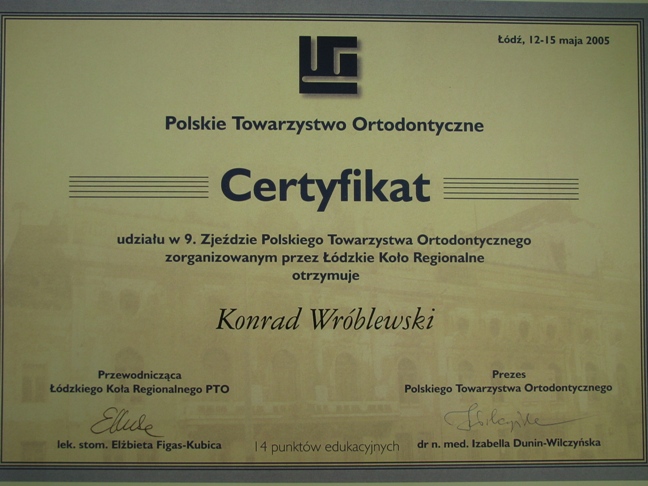 Łódź, 12-15 maja 2005
Polskie Towarzystwo Ortodontyczne
Certyfikat
udziału w 9. Zjeździe Polskiego Towarzystwa Ortodontycznego
zorganizowanym przez Łódzkie Koło Regionalne
otrzymuje
Konrad Wróblewski
Przewodnicząca
Łódzkiego Koła Regionalnego PTO
lek. stom. Elżbieta Figas-Kubica
14 punktów edukacyjnych
Prezes
Polskiego Towarzystwa Ortodontycznego
dr n. med. Izabella Dunin-Wilczyńska